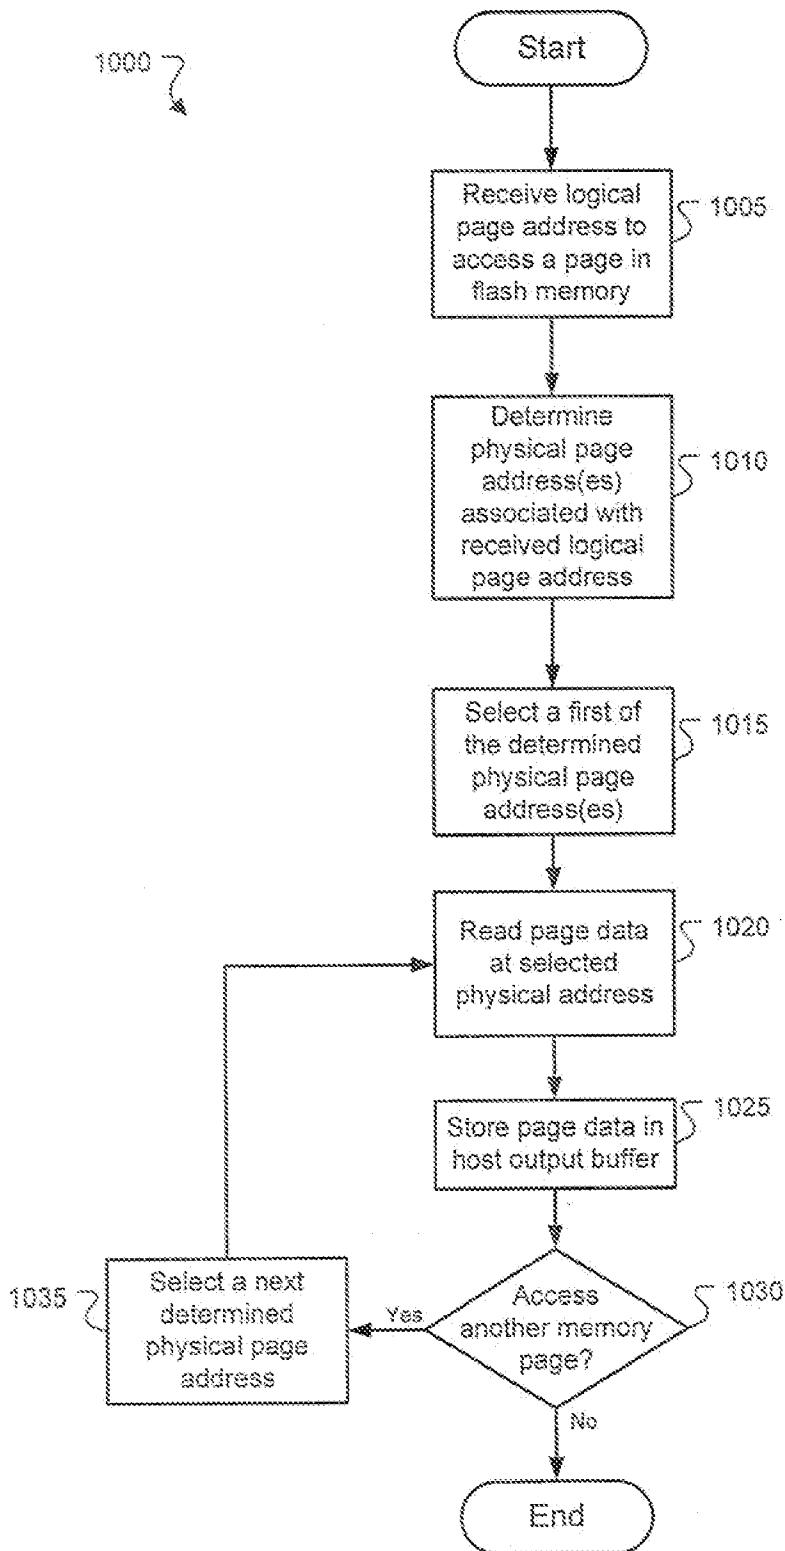 1000
Start
Receive logical
page address to
access a page in
flash memory
1005
Determine
physical page
address(es)
associated with
received logical
page address
1010
Select a first of
the determined
physical page
address(es)
1015
Read page data
at selected
physical address
1020
Store page data in
host output buffer
1025
Access
another memory
page?
1030
Yes
Select a next
determined
physical page
address
1035
No
End